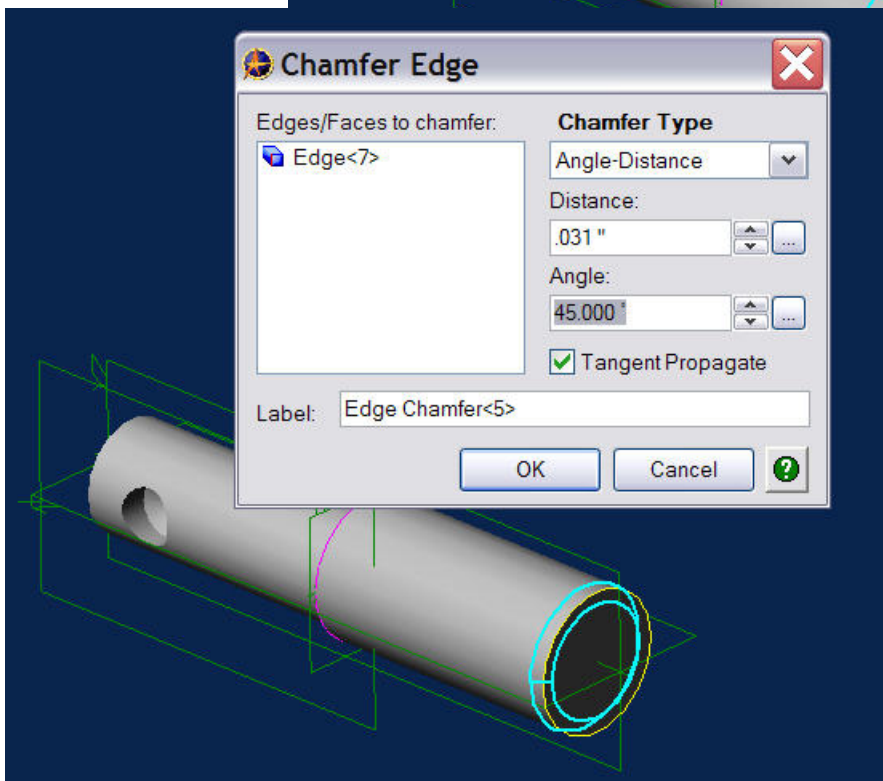 Chamfer Edge
Edges/Faces to chamfer:
Edge<7>
Chamfer Type
Angle-Distance
Distance:
.031 "
...
Angle:
45.000 °
...
Tangent Propagate
Label: Edge Chamfer<5>
OK Cancel ?